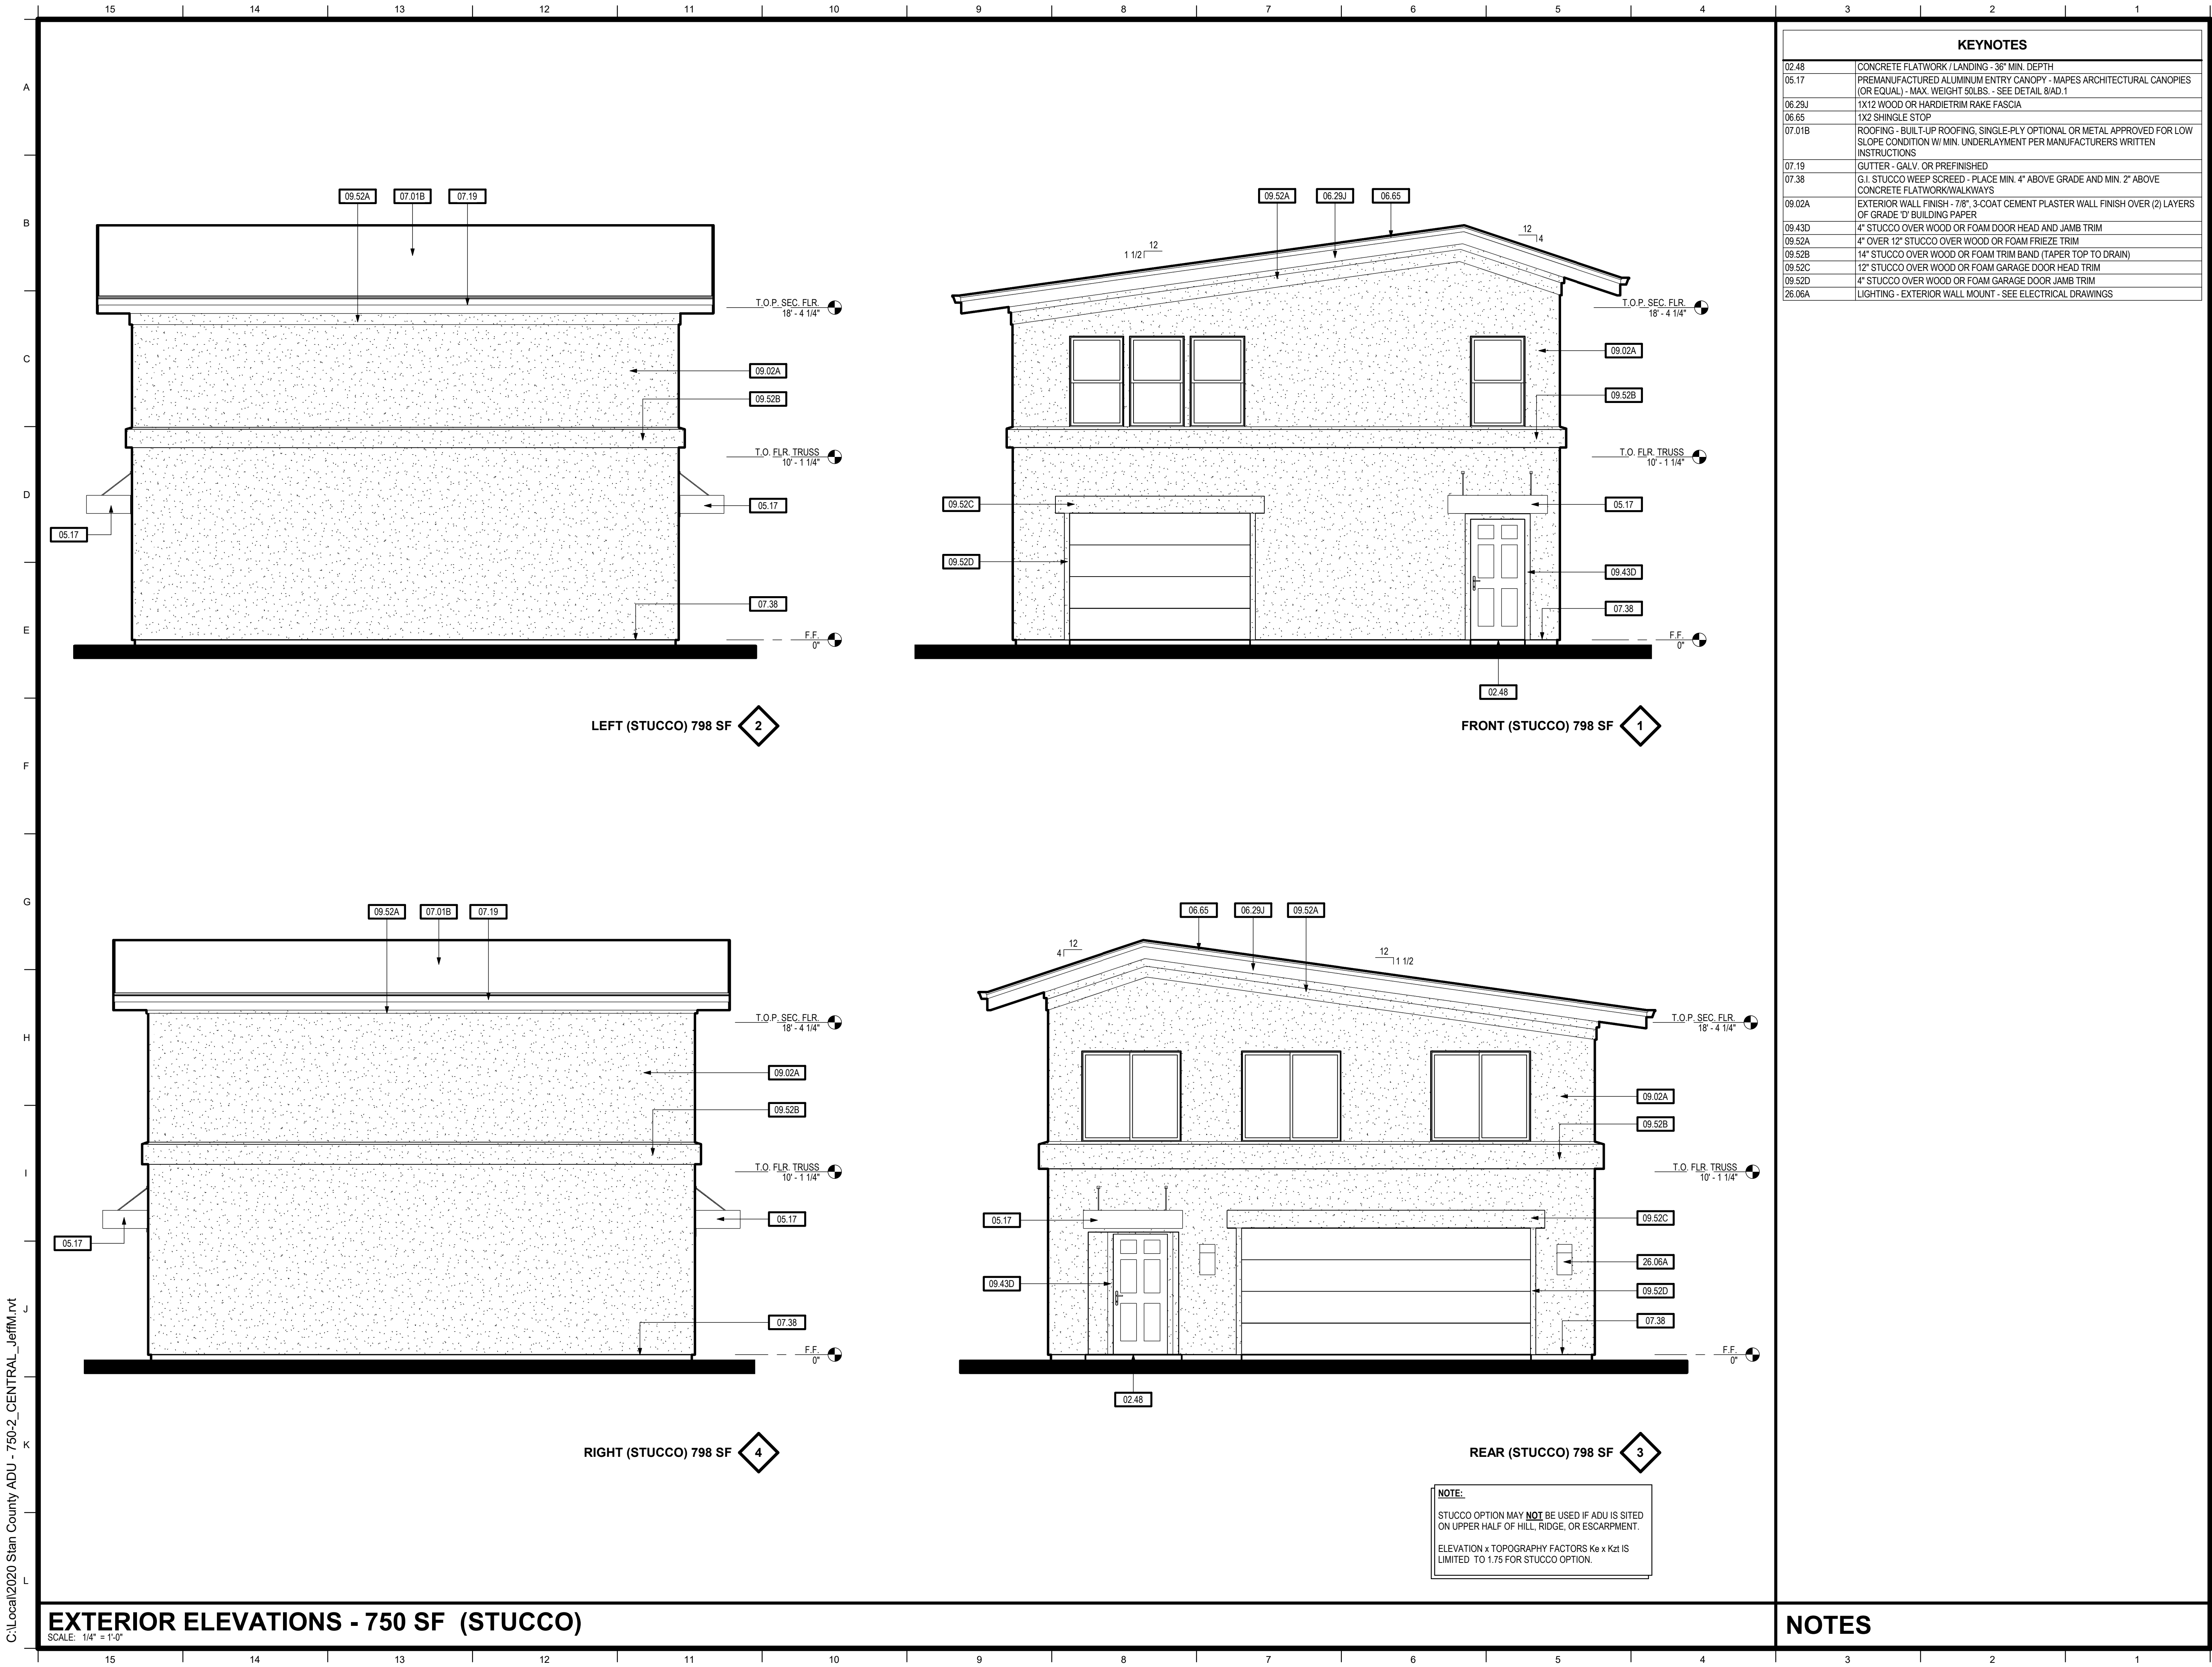 15 14 13 12 11 10 9 8 7 6 5 4 3 2 1
A
B
C
D
E
F
G
H
I
J
K
L
C:\Local\2020 Stan County ADU - 750-2_CENTRAL_JeffM.rvt
09.52A 07.01B 07.19
T.O.P. SEC. FLR.
18' - 4 1/4"
09.02A
09.52B
T.O. FLR. TRUSS
10' - 1 1/4"
05.17
05.17
07.38
F.F.
0"
LEFT (STUCCO) 798 SF 2
09.52A 06.29J 06.65
12
1 1/2
12
4
T.O.P. SEC. FLR.
18' - 4 1/4"
09.02A
09.52B
T.O. FLR. TRUSS
10' - 1 1/4"
09.52C
05.17
09.52D
09.43D
07.38
F.F.
0"
02.48
FRONT (STUCCO) 798 SF 1
09.52A 07.01B 07.19
T.O.P. SEC. FLR.
18' - 4 1/4"
09.02A
09.52B
T.O. FLR. TRUSS
10' - 1 1/4"
05.17
05.17
07.38
F.F.
0"
RIGHT (STUCCO) 798 SF 4
06.65 06.29J 09.52A
12
4
12
1 1/2
T.O.P. SEC. FLR.
18' - 4 1/4"
09.02A
09.52B
T.O. FLR. TRUSS
10' - 1 1/4"
05.17
09.52C
26.06A
09.43D
09.52D
07.38
F.F.
0"
02.48
REAR (STUCCO) 798 SF 3
NOTE:
STUCCO OPTION MAY NOT BE USED IF ADU IS SITED
ON UPPER HALF OF HILL, RIDGE, OR ESCARPMENT.
ELEVATION x TOPOGRAPHY FACTORS Ke x Kzt IS
LIMITED TO 1.75 FOR STUCCO OPTION.
KEYNOTES
02.48 CONCRETE FLATWORK / LANDING - 36" MIN. DEPTH
05.17 PREMANUFACTURED ALUMINUM ENTRY CANOPY - MAPES ARCHITECTURAL CANOPIES
(OR EQUAL) - MAX. WEIGHT 50LBS. - SEE DETAIL 8/AD.1
06.29J 1X12 WOOD OR HARDIETRIM RAKE FASCIA
06.65 1X2 SHINGLE STOP
07.01B ROOFING - BUILT-UP ROOFING, SINGLE-PLY OPTIONAL OR METAL APPROVED FOR LOW
SLOPE CONDITION W/ MIN. UNDERLAYMENT PER MANUFACTURERS WRITTEN
INSTRUCTIONS
07.19 GUTTER - GALV. OR PREFINISHED
07.38 G.I. STUCCO WEEP SCREED - PLACE MIN. 4" ABOVE GRADE AND MIN. 2" ABOVE
CONCRETE FLATWORK/WALKWAYS
09.02A EXTERIOR WALL FINISH - 7/8", 3-COAT CEMENT PLASTER WALL FINISH OVER (2) LAYERS
OF GRADE 'D' BUILDING PAPER
09.43D 4" STUCCO OVER WOOD OR FOAM DOOR HEAD AND JAMB TRIM
09.52A 4" OVER 12" STUCCO OVER WOOD OR FOAM FRIEZE TRIM
09.52B 14" STUCCO OVER WOOD OR FOAM TRIM BAND (TAPER TOP TO DRAIN)
09.52C 12" STUCCO OVER WOOD OR FOAM GARAGE DOOR HEAD TRIM
09.52D 4" STUCCO OVER WOOD OR FOAM GARAGE DOOR JAMB TRIM
26.06A LIGHTING - EXTERIOR WALL MOUNT - SEE ELECTRICAL DRAWINGS
EXTERIOR ELEVATIONS - 750 SF (STUCCO)
SCALE: 1/4" = 1'-0"
NOTES
15 14 13 12 11 10 9 8 7 6 5 4 3 2 1